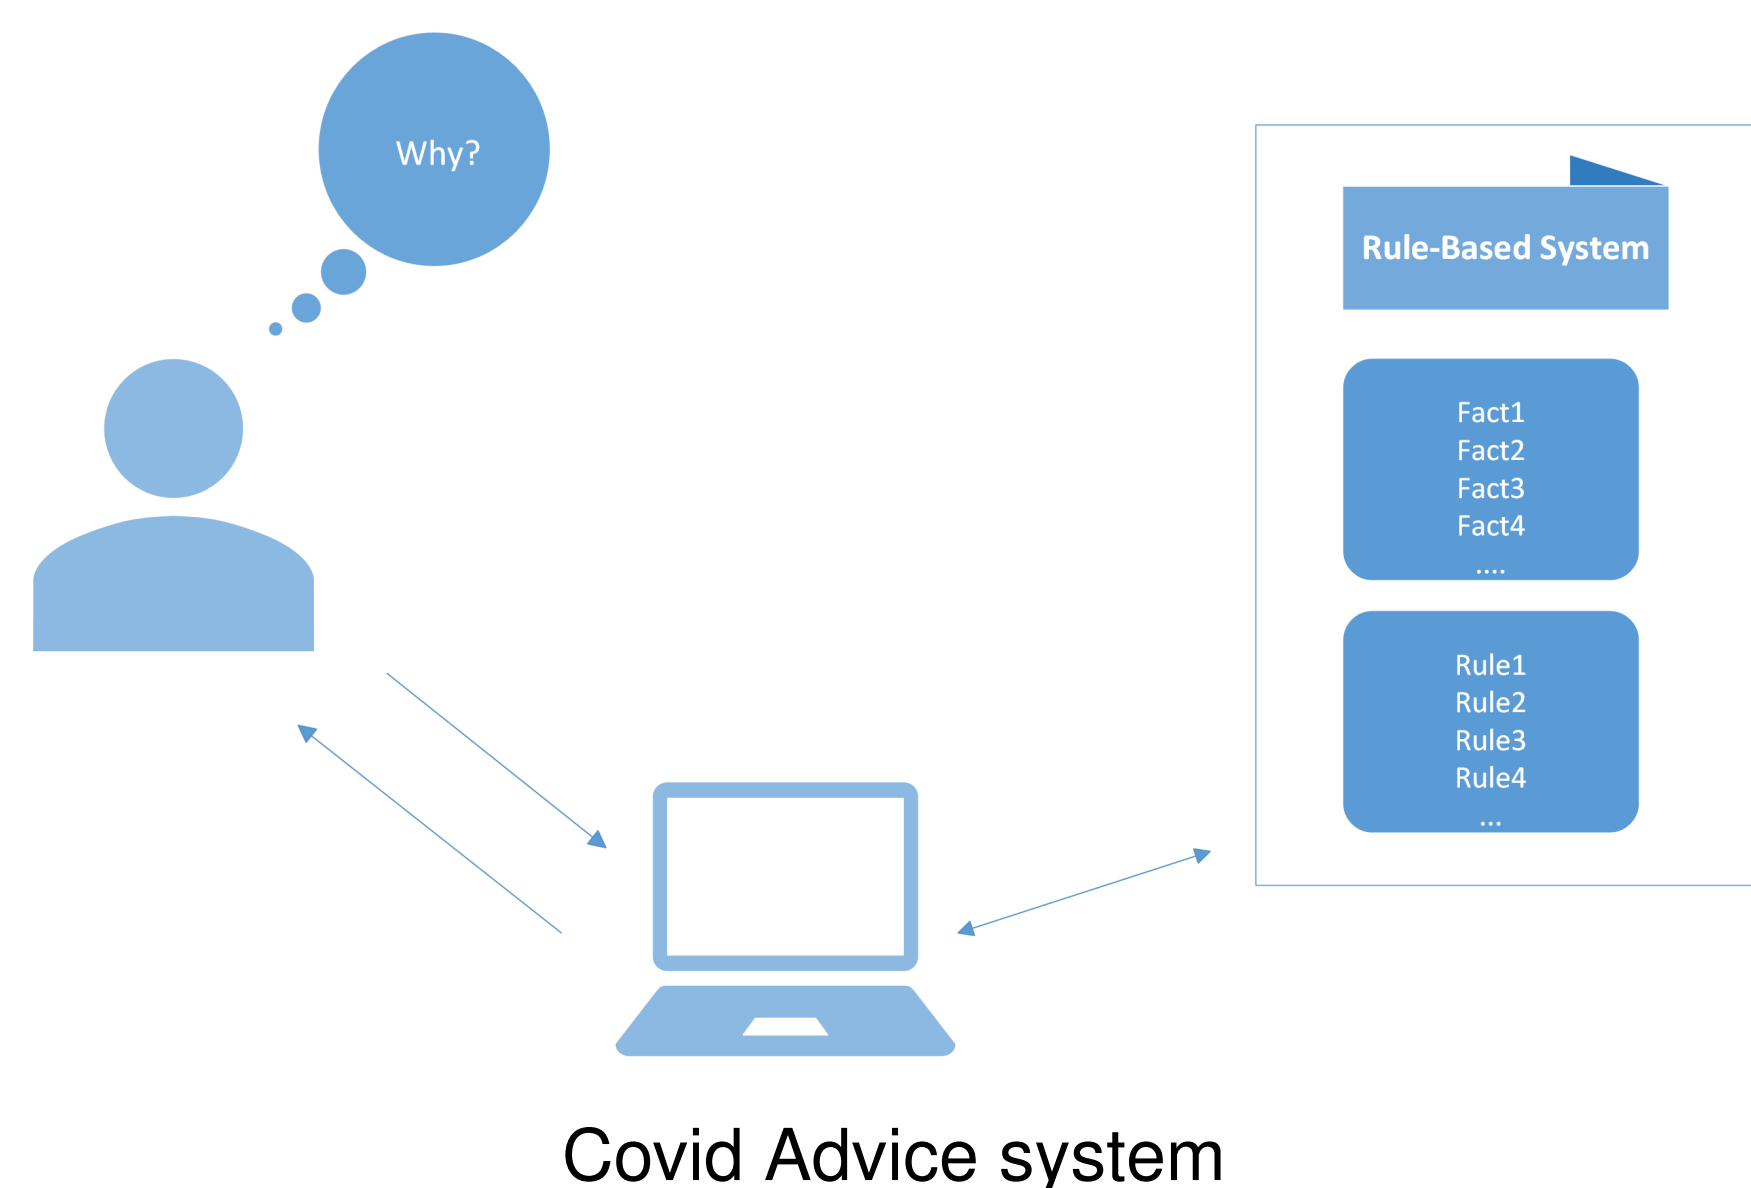 Why?
Rule-Based System
Fact1
Fact2
Fact3
Fact4
....
Rule1
Rule2
Rule3
Rule4
...
Covid Advice system